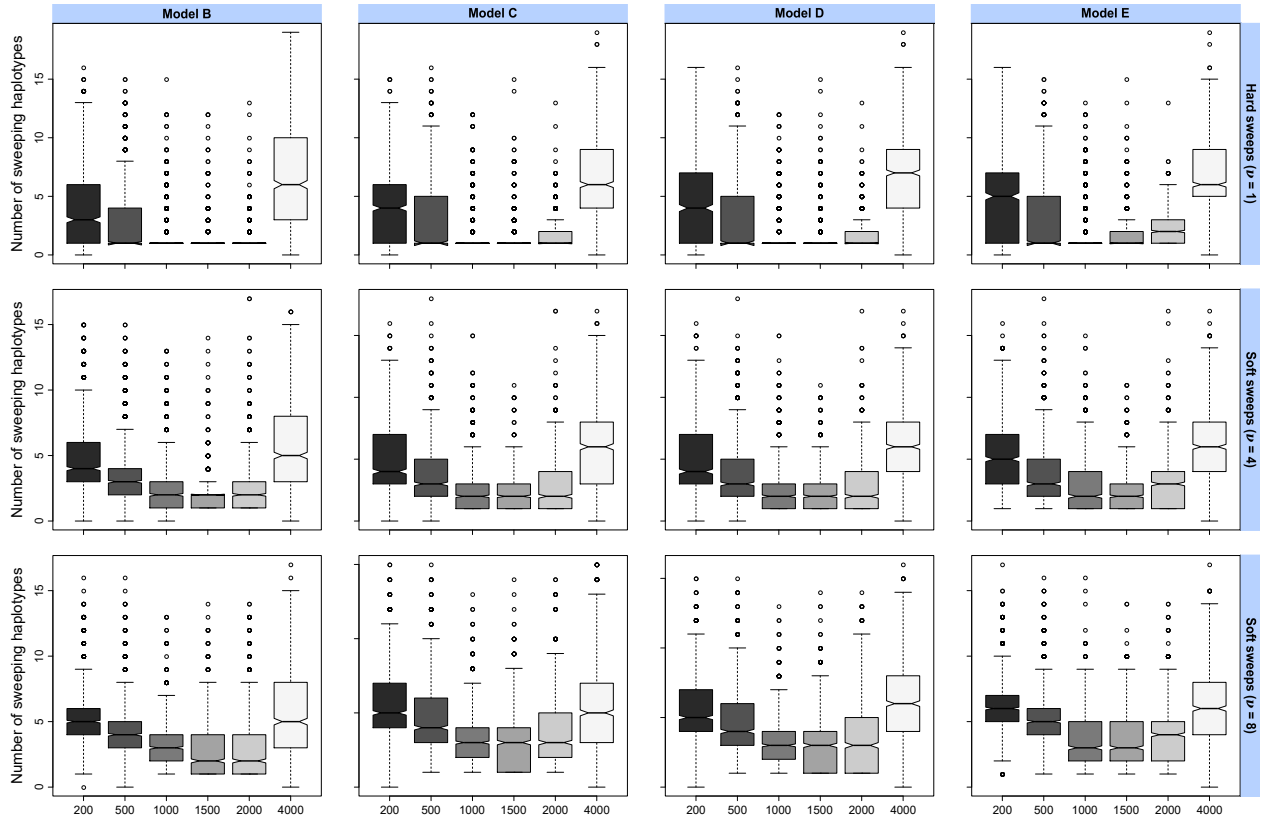 Model B Model C Model D Model E
Number of sweeping haplotypes
0 5 10 15
Hard sweeps (ν = 1)
Number of sweeping haplotypes
0 5 10 15
Soft sweeps (ν = 4)
Number of sweeping haplotypes
0 5 10 15
Soft sweeps (ν = 8)
200 500 1000 1500 2000 4000 200 500 1000 1500 2000 4000 200 500 1000 1500 2000 4000 200 500 1000 1500 2000 4000